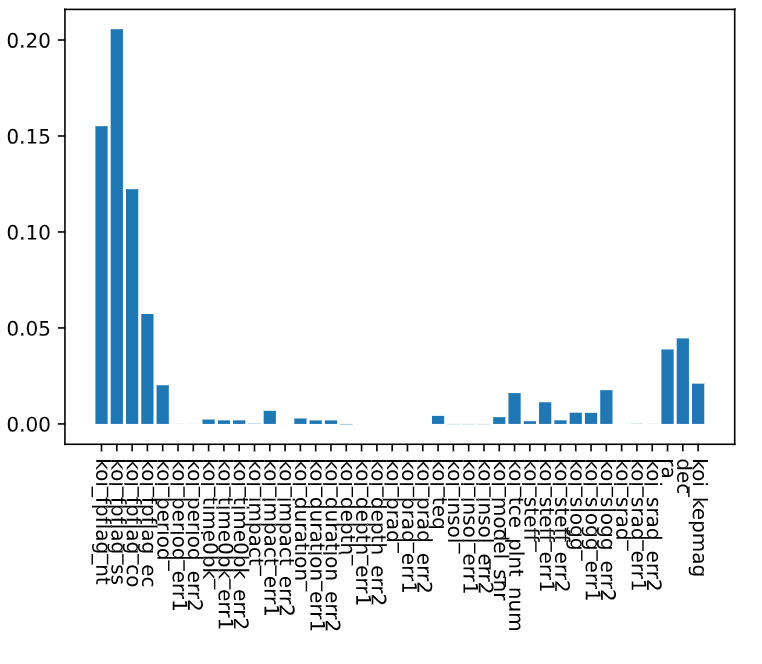 0.20
0.15
0.10
0.05
0.00
koi_fpflag_nt
koi_fpflag_ss
koi_fpflag_co
koi_fpflag_ec
koi_period
koi_period_err1
koi_period_err2
koi_time0bk
koi_time0bk_err1
koi_time0bk_err2
koi_impact
koi_impact_err1
koi_impact_err2
koi_duration
koi_duration_err1
koi_duration_err2
koi_depth
koi_depth_err1
koi_depth_err2
koi_prad
koi_prad_err1
koi_prad_err2
koi_teq
koi_insol
koi_insol_err1
koi_insol_err2
koi_model_snr
koi_tce_plnt_num
koi_steff
koi_steff_err1
koi_steff_err2
koi_slogg
koi_slogg_err1
koi_slogg_err2
koi_srad
koi_srad_err1
koi_srad_err2
ra
dec
koi_kepmag